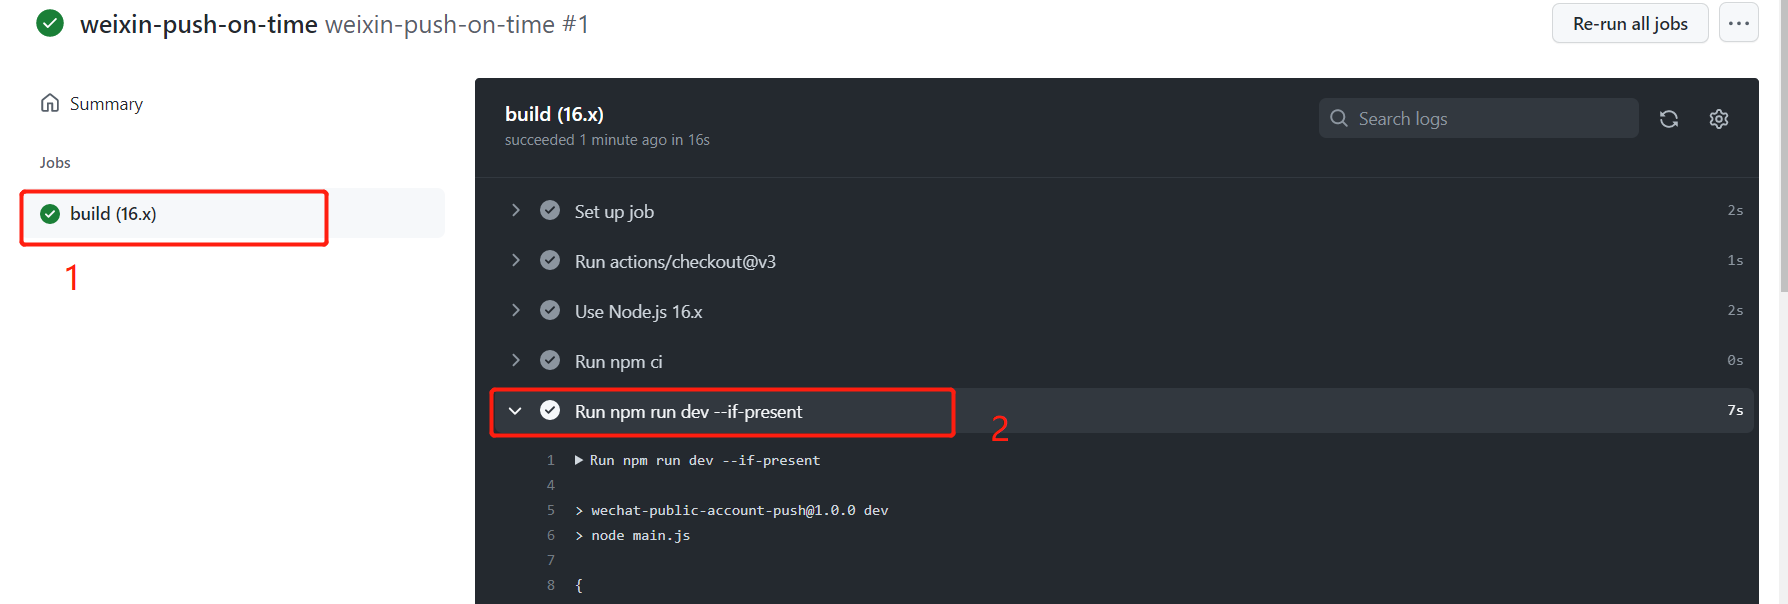 weixin-push-on-time weixin-push-on-time #1
Re-run all jobs
Summary
Jobs
build (16.x)
1
build (16.x)
succeeded 1 minute ago in 16s
Search logs
Set up job 2s
Run actions/checkout@v3 1s
Use Node.js 16.x 2s
Run npm ci 0s
Run npm run dev --if-present 7s
2
1 Run npm run dev --if-present
4
5 > wechat-public-account-push@1.0.0 dev
6 > node main.js
7
8 {